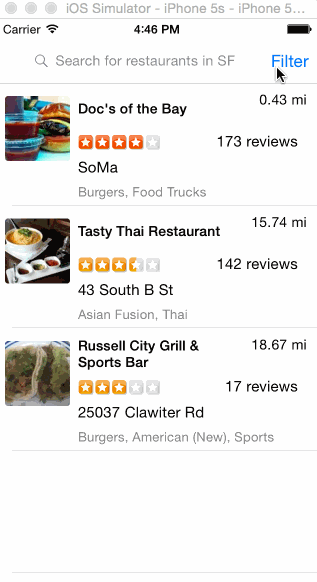 iOS Simulator - iPhone 5s - iPhone 5...
Carrier 4:46 PM
Search for restaurants in SF Filter
Doc's of the Bay 0.43 mi
173 reviews
SoMa
Burgers, Food Trucks
Tasty Thai Restaurant 15.74 mi
142 reviews
43 South B St
Asian Fusion, Thai
Russell City Grill & 18.67 mi
Sports Bar
17 reviews
25037 Clawiter Rd
Burgers, American (New), Sports